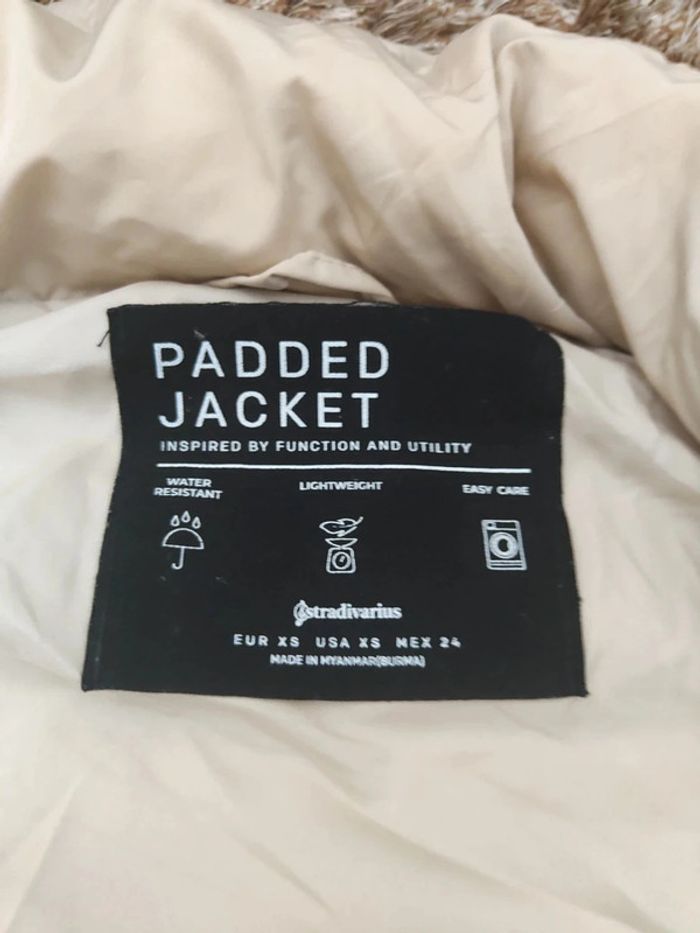 PADDED
JACKET
INSPIRED BY FUNCTION AND UTILITY
WATER
RESISTANT
LIGHTWEIGHT
EASY CARE
stradivarius
EUR XS USA XS MEX 24
MADE IN MYANMAR(BURMA)